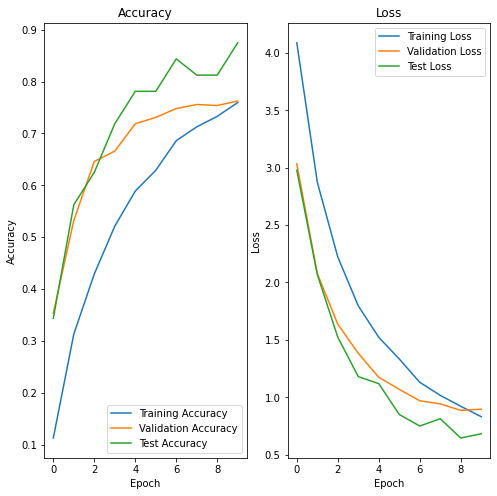 Accuracy
0.9
0.8
0.7
0.6
0.5
0.4
0.3
0.2
0.1
Accuracy
0 2 4 6 8
Epoch
Training Accuracy
Validation Accuracy
Test Accuracy
Loss
4.0
3.5
3.0
2.5
2.0
1.5
1.0
0.5
Loss
0 2 4 6 8
Epoch
Training Loss
Validation Loss
Test Loss